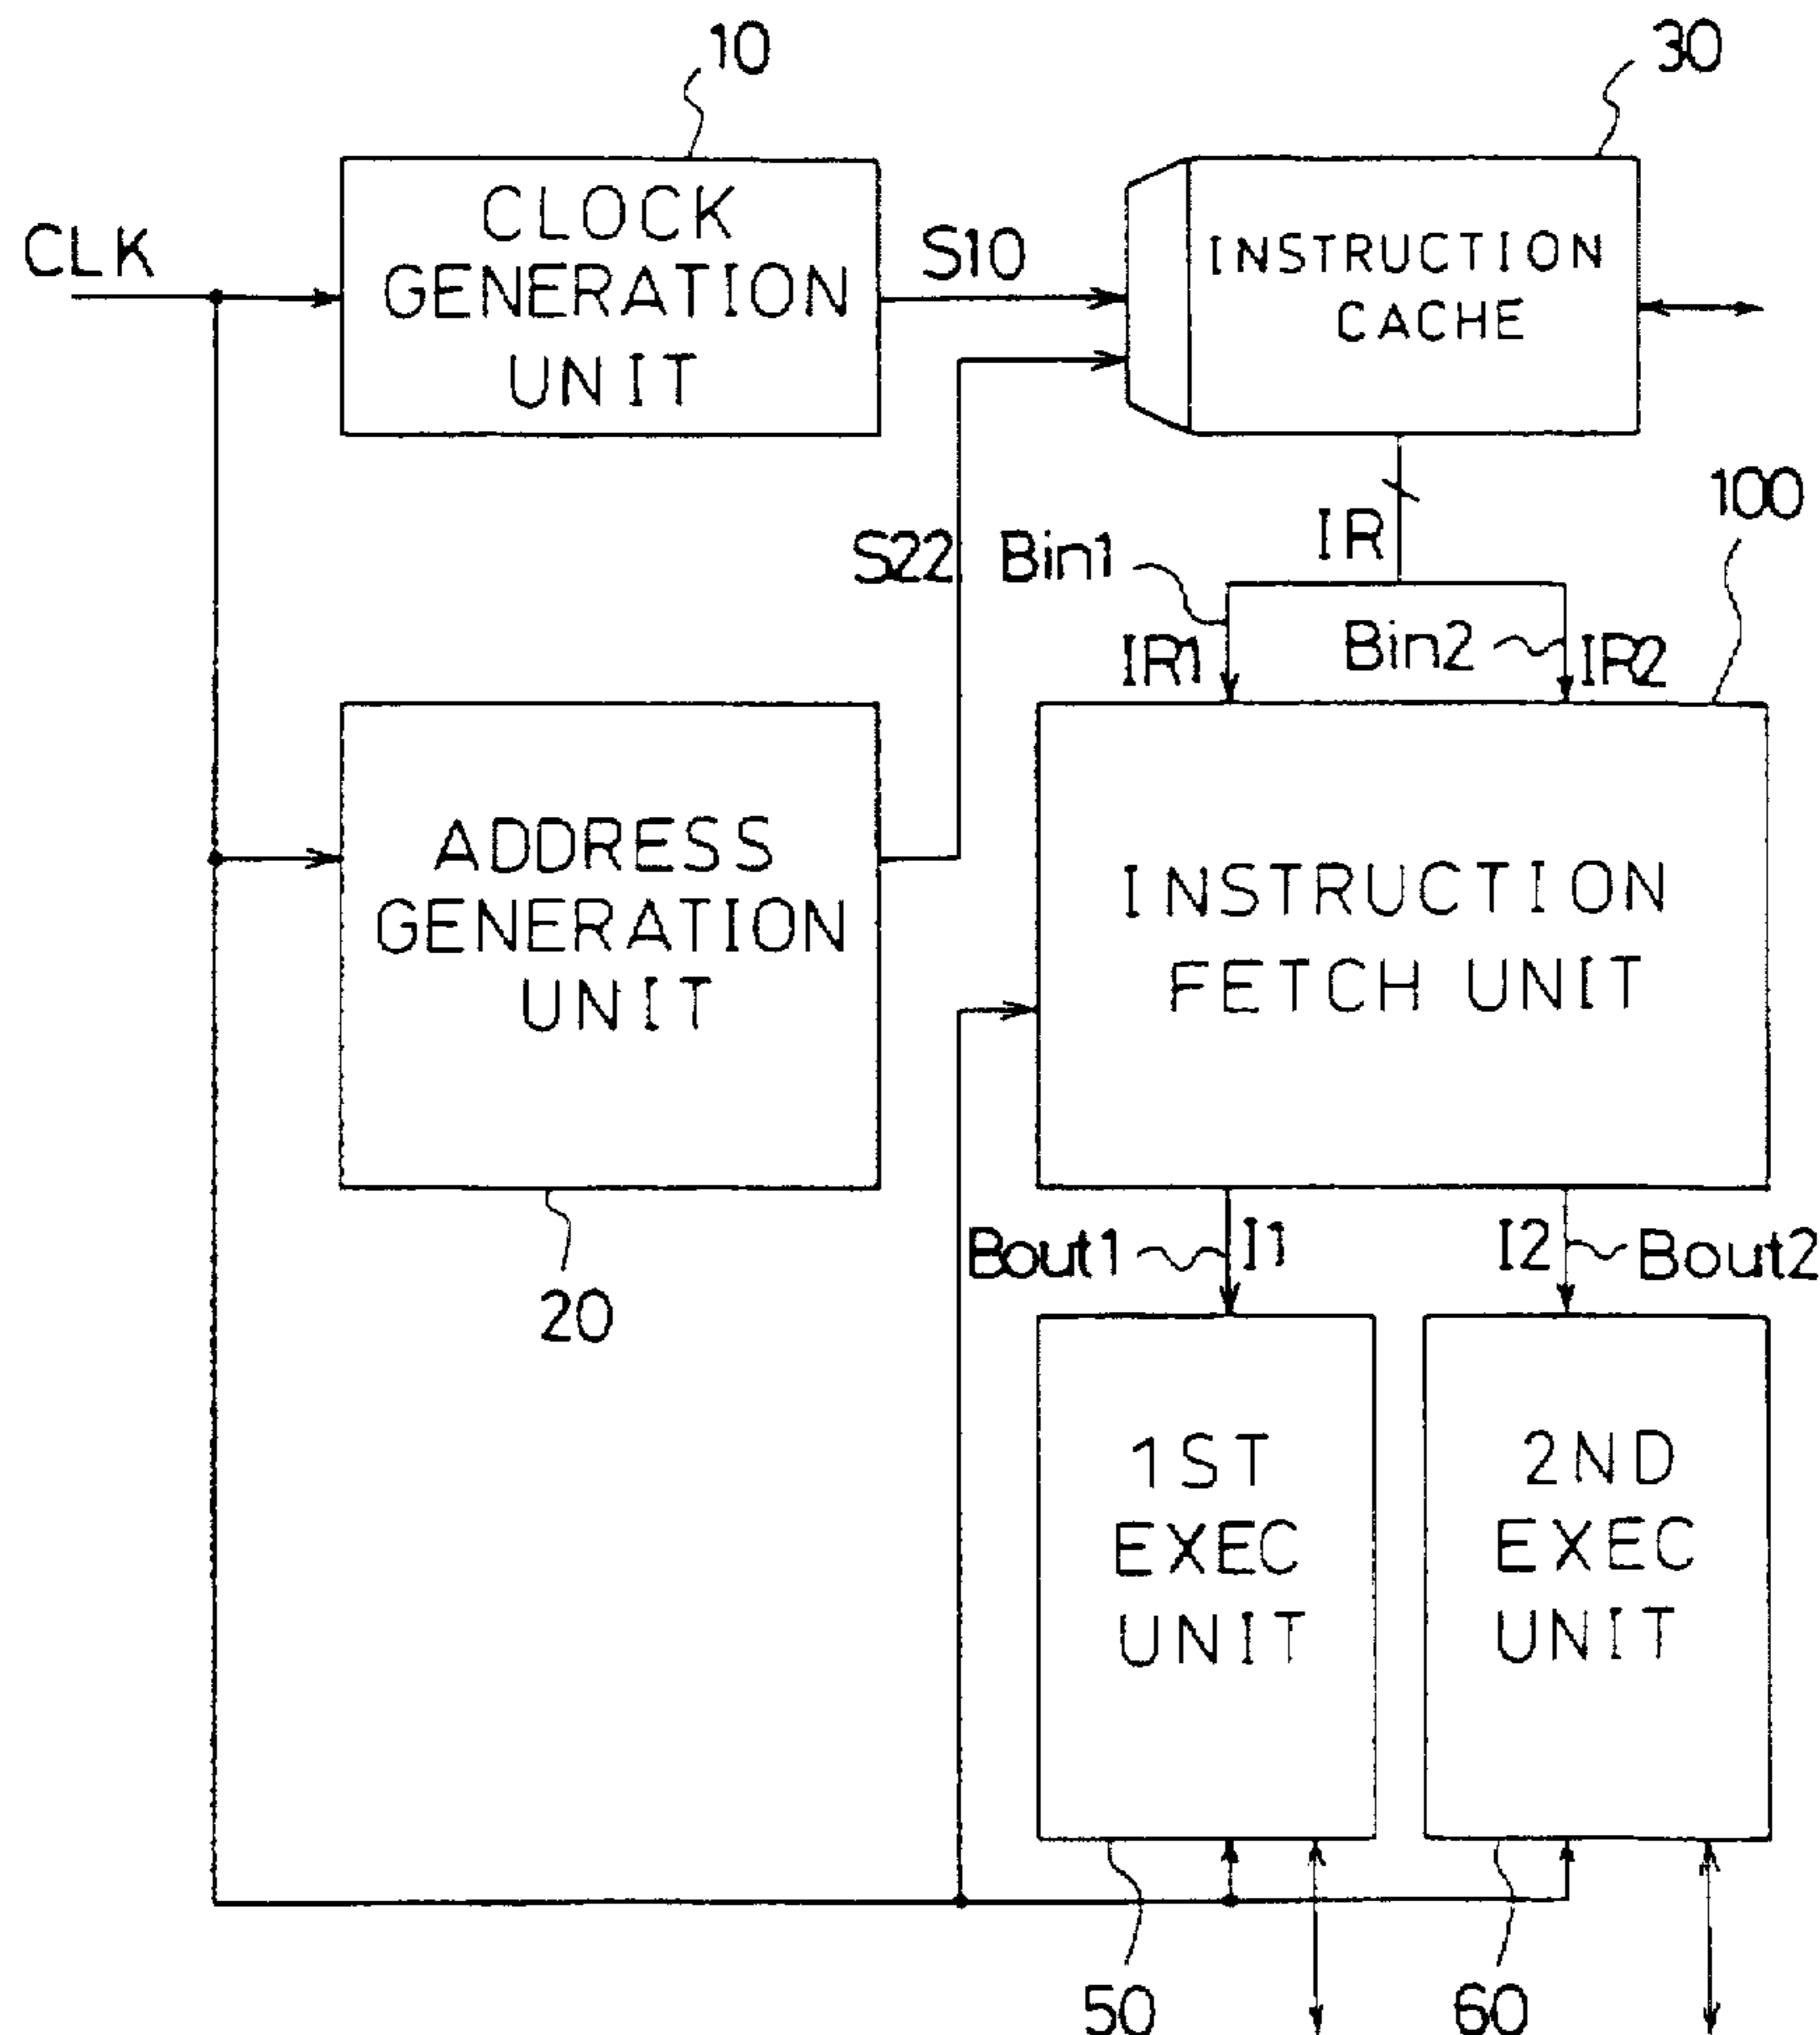 10
30
CLK
CLOCK
GENERATION
UNIT
S10
INSTRUCTION
CACHE
100
S22
Bin1
IR
IR1
Bin2
IR2
ADDRESS
GENERATION
UNIT
INSTRUCTION
FETCH UNIT
20
Bout1
I1
I2
Bout2
1ST
EXEC
UNIT
2ND
EXEC
UNIT
50
60